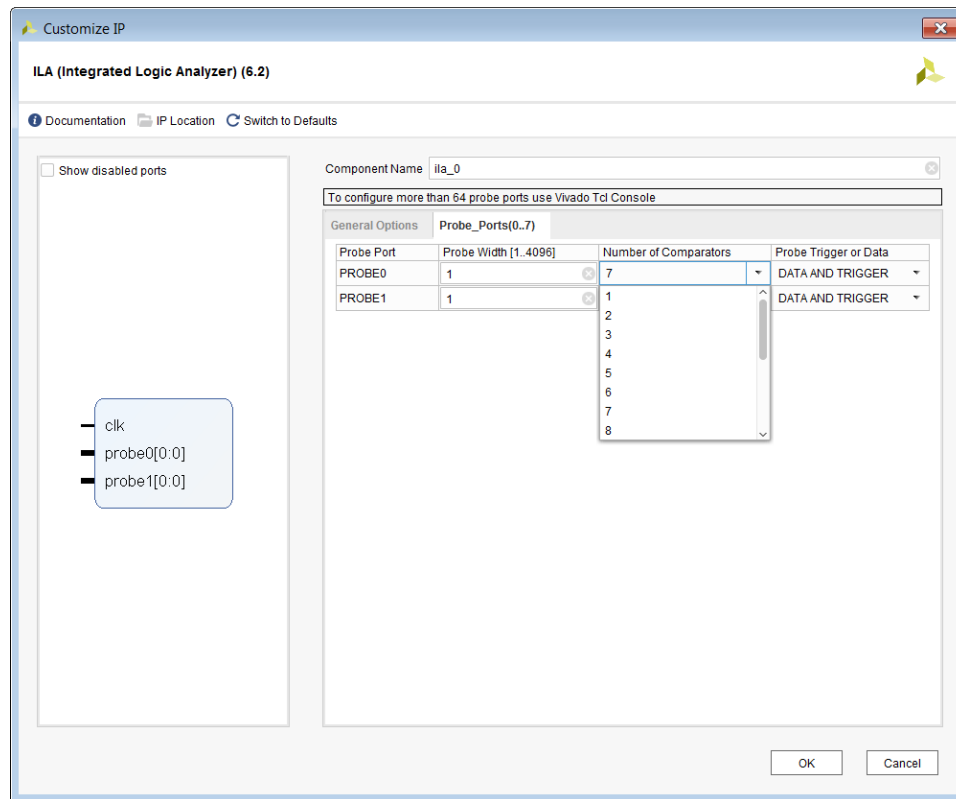 Customize IP
ILA (Integrated Logic Analyzer) (6.2)
Documentation IP Location Switch to Defaults
Show disabled ports
clk
probe0[0:0]
probe1[0:0]
Component Name ila_0
To configure more than 64 probe ports use Vivado Tcl Console
General Options Probe_Ports(0..7)
Probe Port Probe Width [1..4096] Number of Comparators Probe Trigger or Data
PROBE0 1 7 DATA AND TRIGGER
PROBE1 1 DATA AND TRIGGER
1
2
3
4
5
6
7
8
OK Cancel